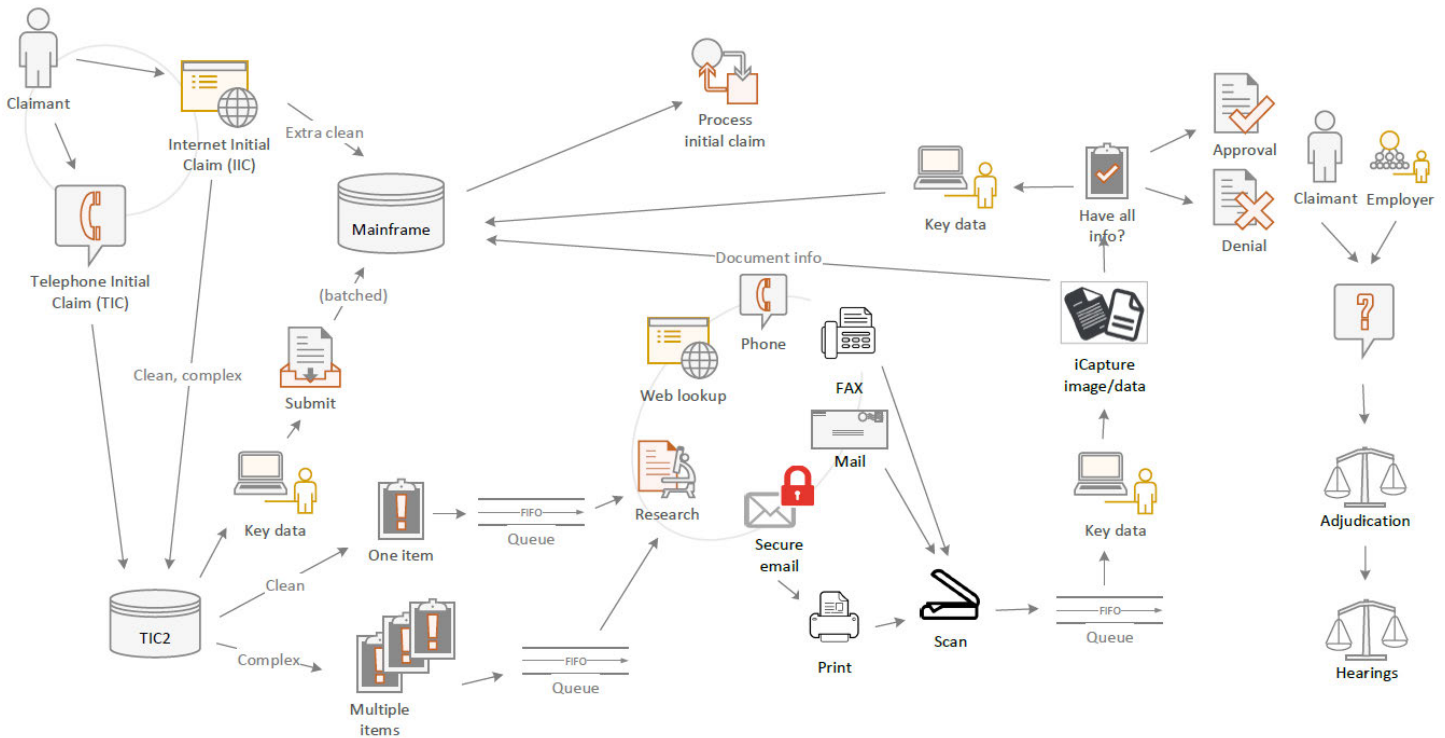 Claimant
Internet Initial
Claim (IIC)
Extra clean
Telephone Initial
Claim (TIC)
Mainframe
Process
initial claim
Key data
Have all
info?
Approval
Denial
Claimant
Employer
(batched)
Document info
Clean, complex
Submit
Web lookup
Phone
FAX
Mail
iCapture
image/data
Key data
One item
FIFO
Queue
Research
Secure
email
Key data
Adjudication
Clean
TIC2
Complex
Multiple
items
FIFO
Queue
Print
Scan
FIFO
Queue
Hearings